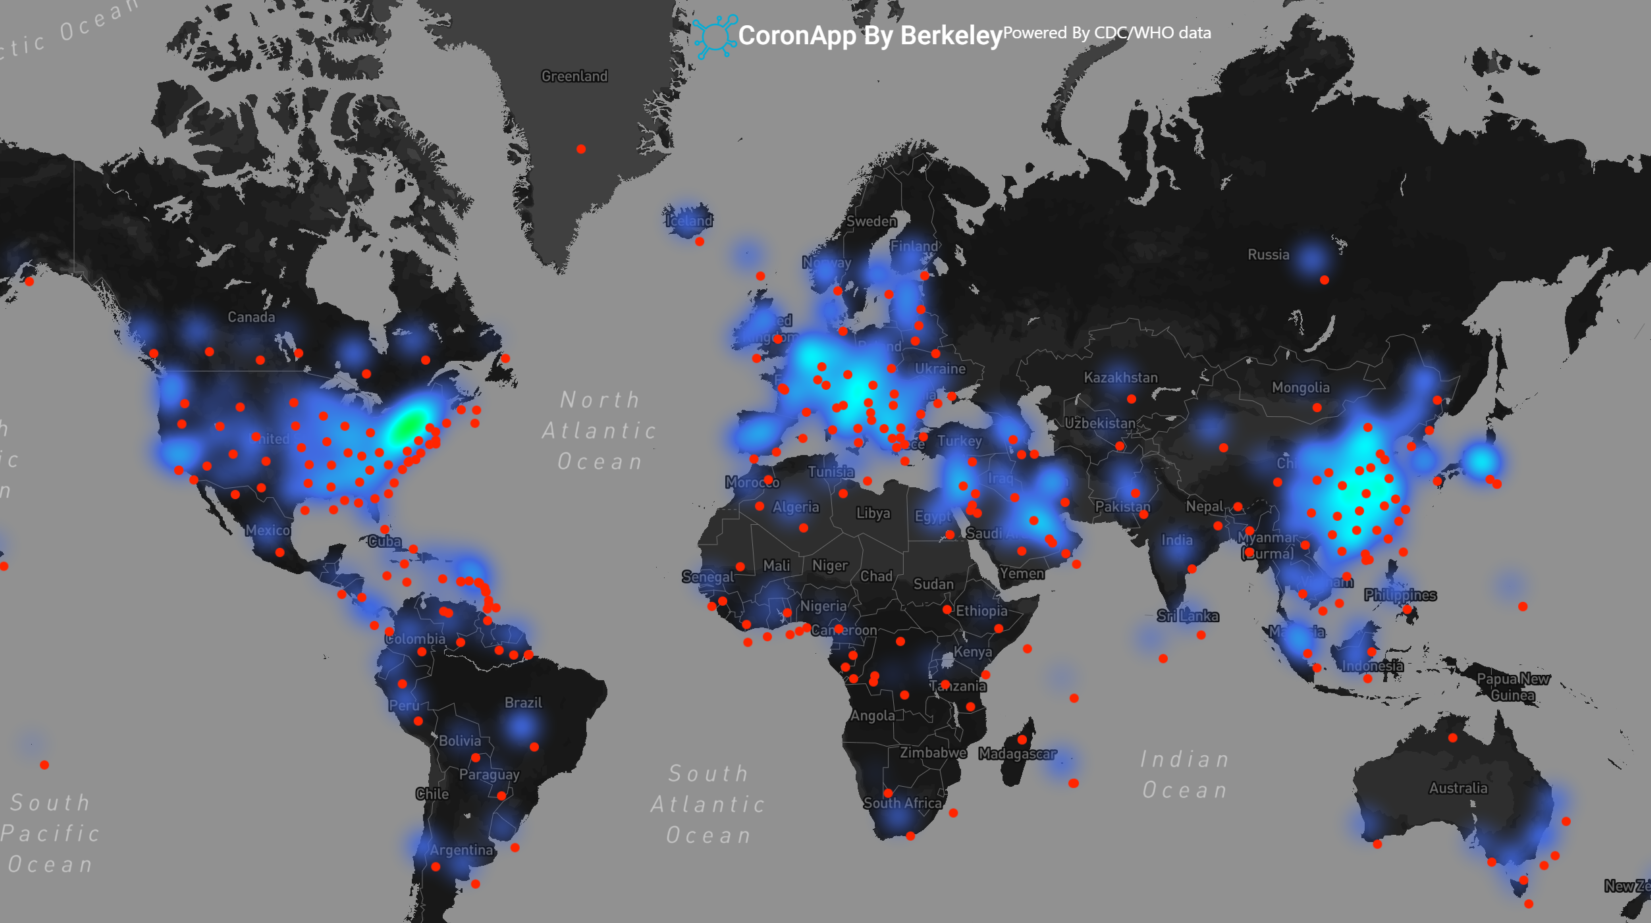 CoronApp By Berkeley Powered By CDC/WHO data
Greenland
Iceland
Sweden
Finland
Norway
Russia
Canada
Ukraine
Kazakhstan
Mongolia
North
Atlantic
Ocean
United
Uzbekistan
Turkey
Tunisia
Iraq
Morocco
Algeria
Libya
Egypt
Pakistan
Nepal
Mexico
Cuba
Saudi
India
Myanmar
(Burma)
Senegal
Mali
Niger
Chad
Sudan
Yemen
Philippines
Nigeria
Ethiopia
Sri Lanka
Cameroon
Colombia
Kenya
Indonesia
Tanzania
Papua New
Guinea
Peru
Brazil
Angola
Bolivia
Zimbabwe
Madagascar
Indian
Ocean
Paraguay
South
Atlantic
Ocean
Chile
South Africa
Australia
South
Pacific
Ocean
Argentina